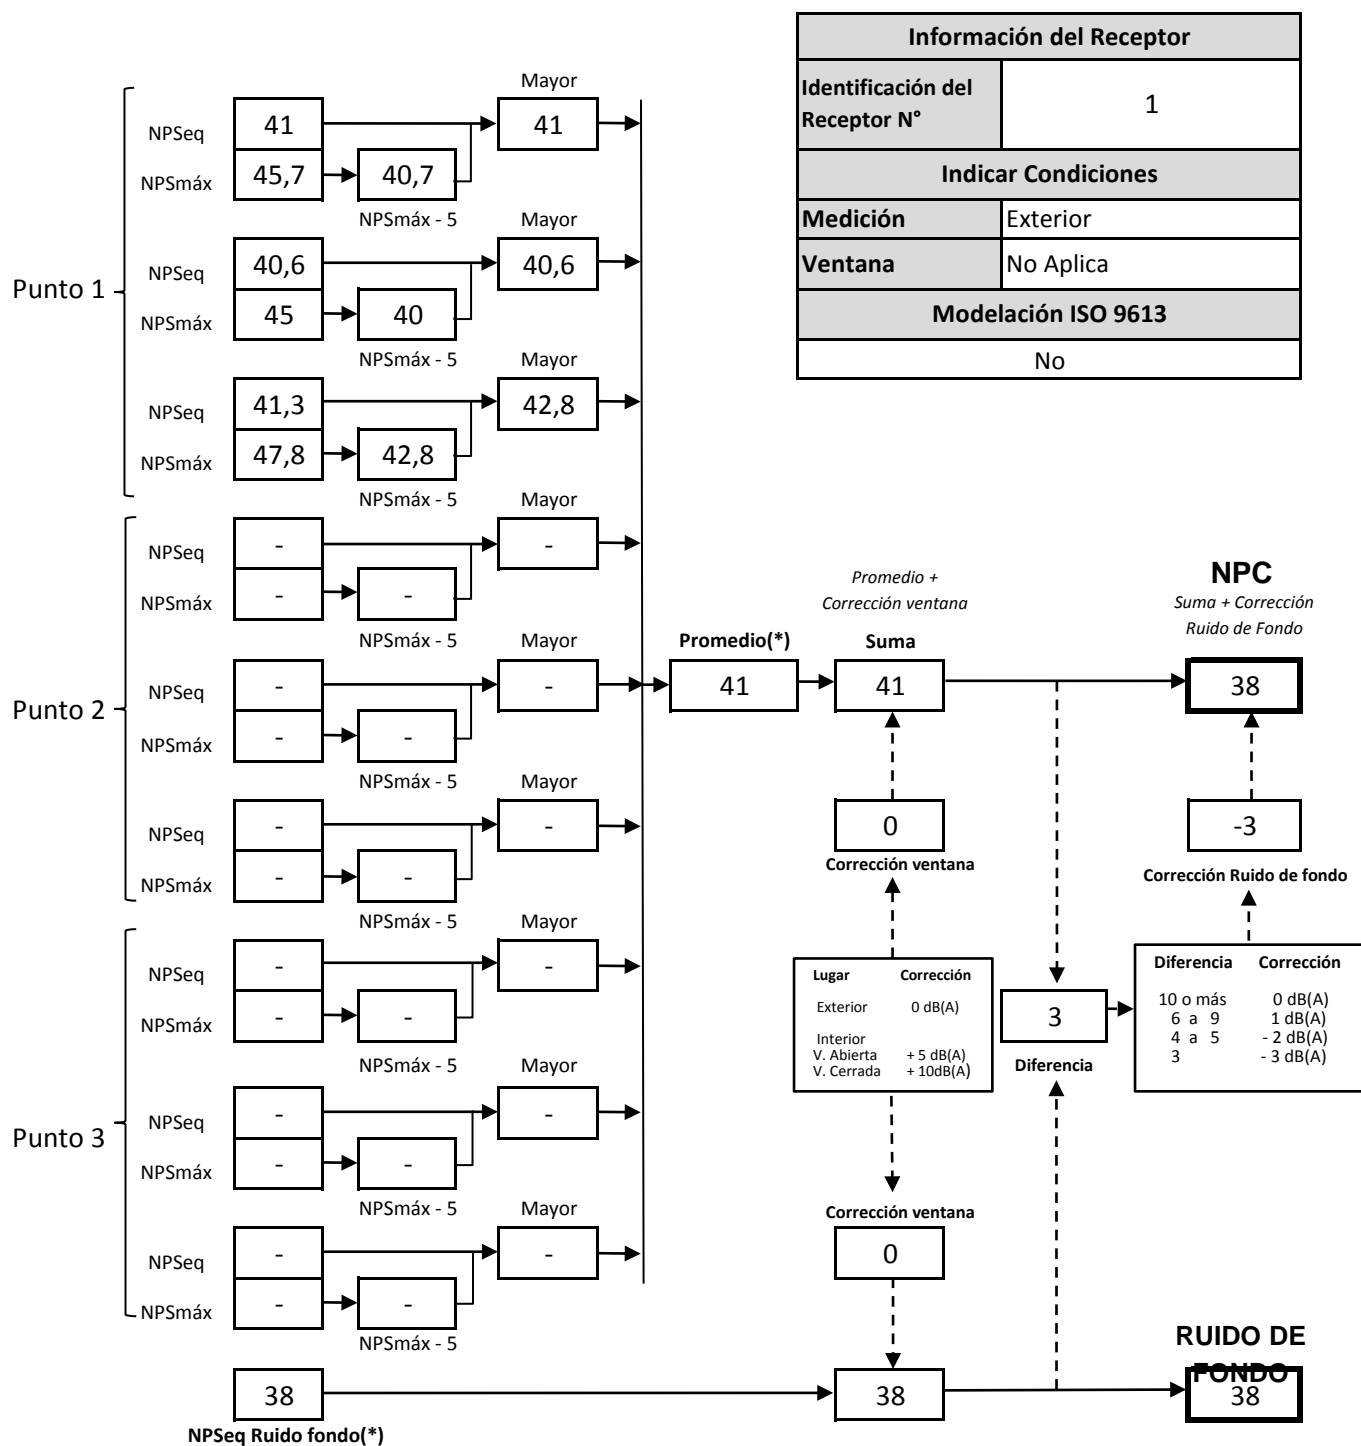 Información del Receptor
Identificación del
Receptor N°
1
Indicar Condiciones
Medición
Exterior
Ventana
No Aplica
Modelación ISO 9613
No
Punto 1
Mayor
NPSeq
41
41
NPSmáx
45,7
40,7
NPSmáx - 5
Mayor
NPSeq
40,6
40,6
NPSmáx
45
40
NPSmáx - 5
Mayor
NPSeq
41,3
42,8
NPSmáx
47,8
42,8
NPSmáx - 5
Punto 2
Mayor
NPSeq
-
-
NPSmáx
-
-
NPSmáx - 5
Mayor
NPSeq
-
-
NPSmáx
-
-
NPSmáx - 5
Mayor
NPSeq
-
-
NPSmáx
-
-
NPSmáx - 5
Punto 3
Mayor
NPSeq
-
-
NPSmáx
-
-
NPSmáx - 5
Mayor
NPSeq
-
-
NPSmáx
-
-
NPSmáx - 5
Mayor
NPSeq
-
-
NPSmáx
-
-
NPSmáx - 5
Promedio(*)
41
Promedio +
Corrección ventana
Suma
41
NPC
Suma + Corrección
Ruido de Fondo
38
0
Corrección ventana
-3
Corrección Ruido de fondo
Lugar Corrección
Exterior 0 dB(A)
Interior
V. Abierta + 5 dB(A)
V. Cerrada + 10dB(A)
3
Diferencia
Diferencia Corrección
10 o más 0 dB(A)
6 a 9 1 dB(A)
4 a 5 - 2 dB(A)
3 - 3 dB(A)
Corrección ventana
0
38
NPSeq Ruido fondo(*)
38
RUIDO DE
FONDO
38